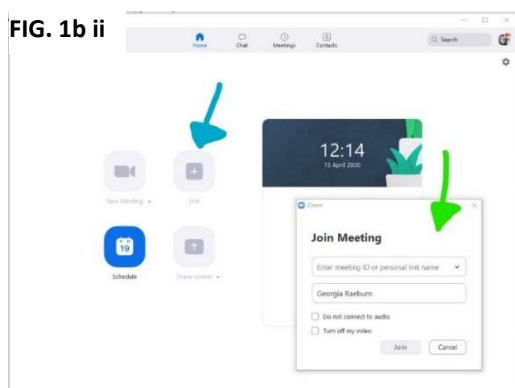 FIG. 1b ii
Home
Chat
Meetings
Contacts
Search
12:14
13 April 2020
New Meeting
Join
19
Schedule
Share screen
Zoom
Join Meeting
Enter meeting ID or personal link name
Georgia Raeburn
Do not connect to audio
Turn off my video
Join Cancel